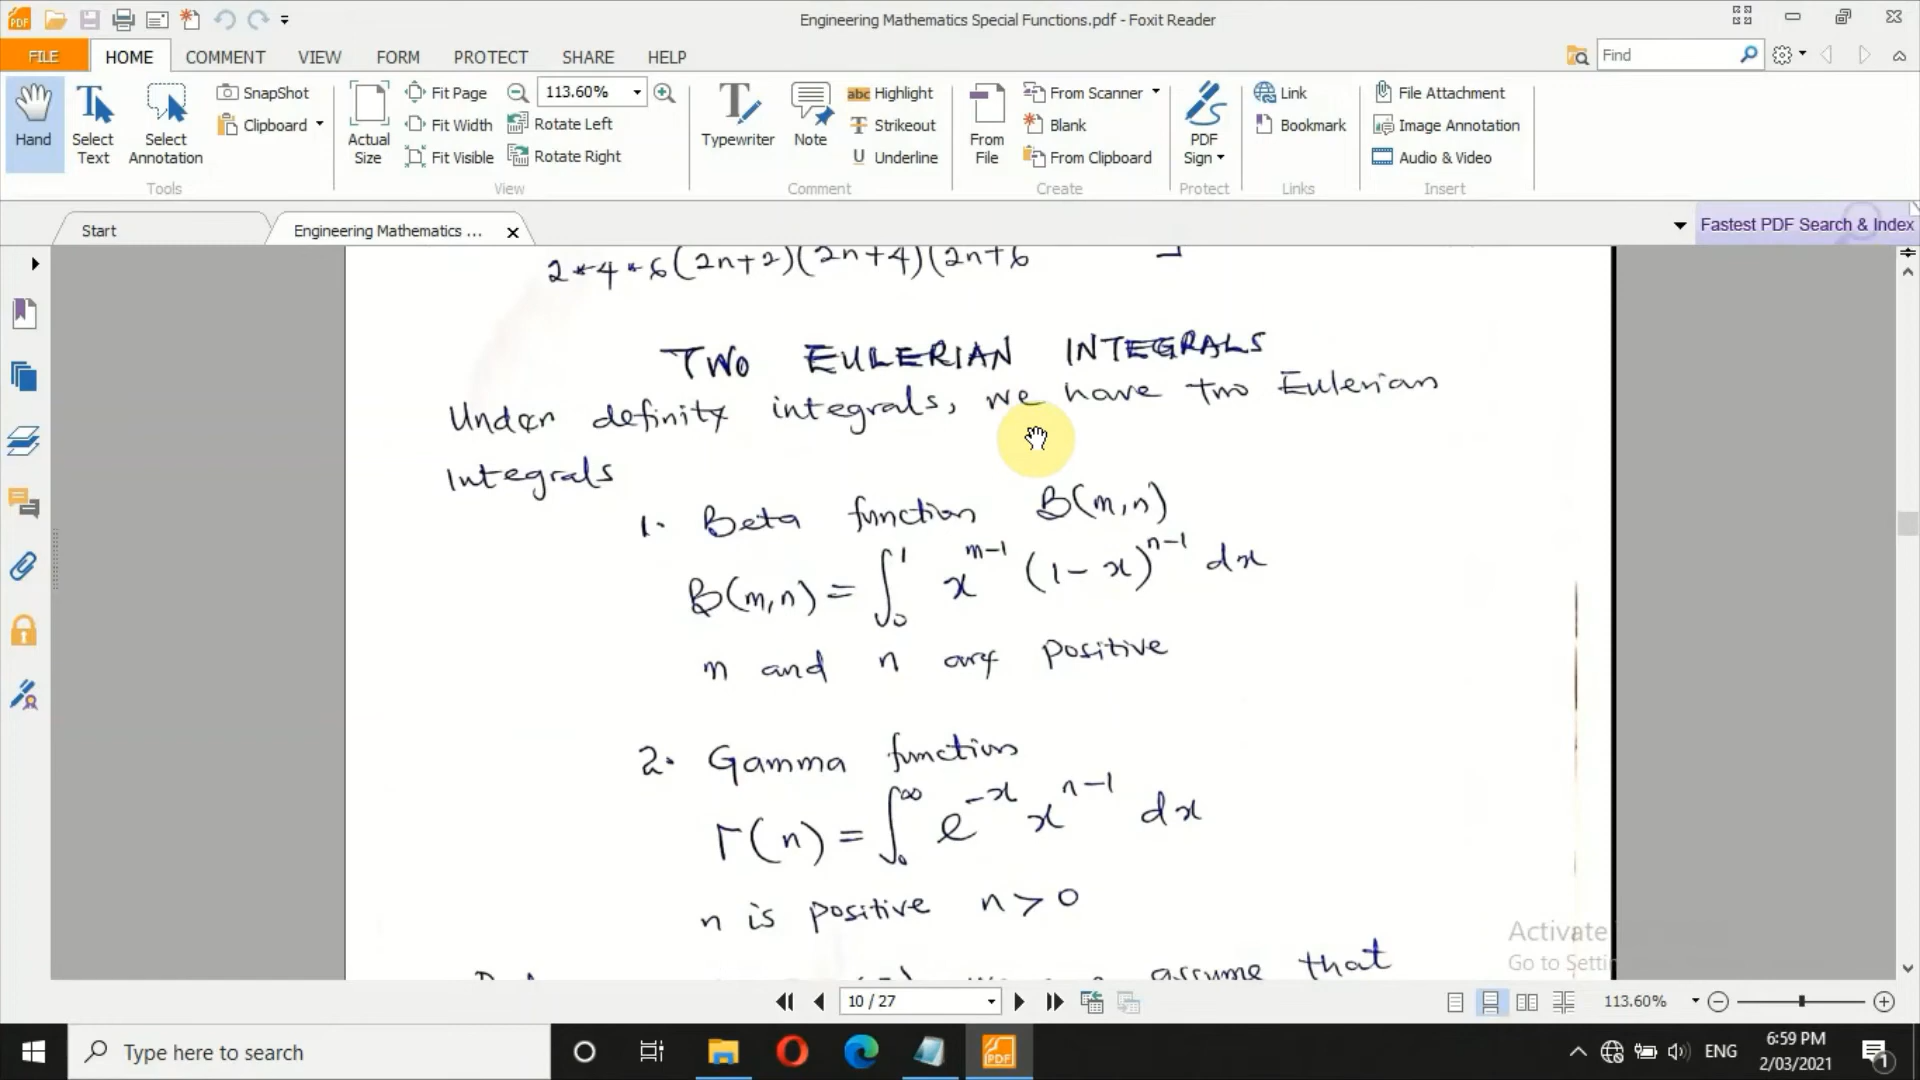 Engineering Mathematics Special Functions.pdf - Foxit Reader
FILE HOME COMMENT VIEW FORM PROTECT SHARE HELP Find
Hand
Select Text
Select Annotation
SnapShot
Clipboard
Tools
Actual Size
Fit Page
Fit Width
Fit Visible
113.60%
Rotate Left
Rotate Right
View
Typewriter
Note
abc Highlight
Strikeout
U Underline
Comment
From File
From Scanner
Blank
From Clipboard
Create
PDF Sign
Protect
Link
Bookmark
Links
File Attachment
Image Annotation
Audio & Video
Insert
Start
Engineering Mathematics ...
Fastest PDF Search & Index
2*4*6(2n+2)(2n+4)(2n+6
TWO EULERIAN INTEGRALS
Under definite integrals, we have two Eulerian
Integrals
1. Beta function B(m,n)
B(m,n) = ∫₀¹ x^(m-1) (1-x)^(n-1) dx
m and n are positive
2. Gamma function
Γ(n) = ∫₀^∞ e^(-x) x^(n-1) dx
n is positive n > 0
assume that
Activate
Go to Setti
10 / 27
113.60%
Type here to search
PDF
ENG
6:59 PM
2/03/2021
1